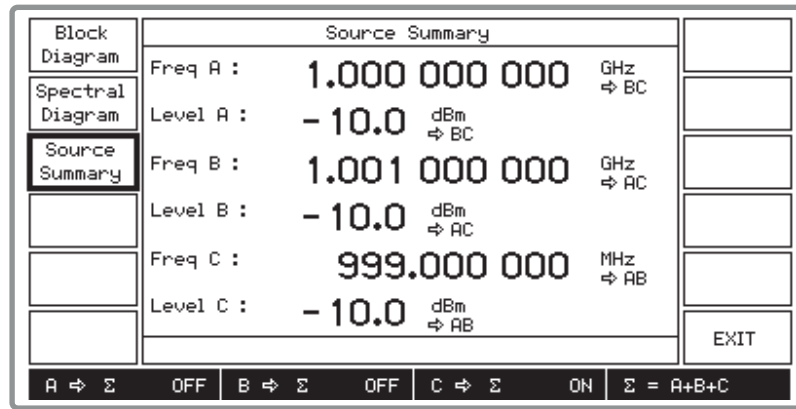 Block
Diagram
Spectral
Diagram
Source
Summary
Source Summary
Freq A : 1.000 000 000 GHz
⇨ BC
Level A : -10.0 dBm
⇨ BC
Freq B : 1.001 000 000 GHz
⇨ AC
Level B : -10.0 dBm
⇨ AC
Freq C : 999.000 000 MHz
⇨ AB
Level C : -10.0 dBm
⇨ AB
EXIT
A ⇨ Σ OFF B ⇨ Σ OFF C ⇨ Σ ON Σ = A+B+C